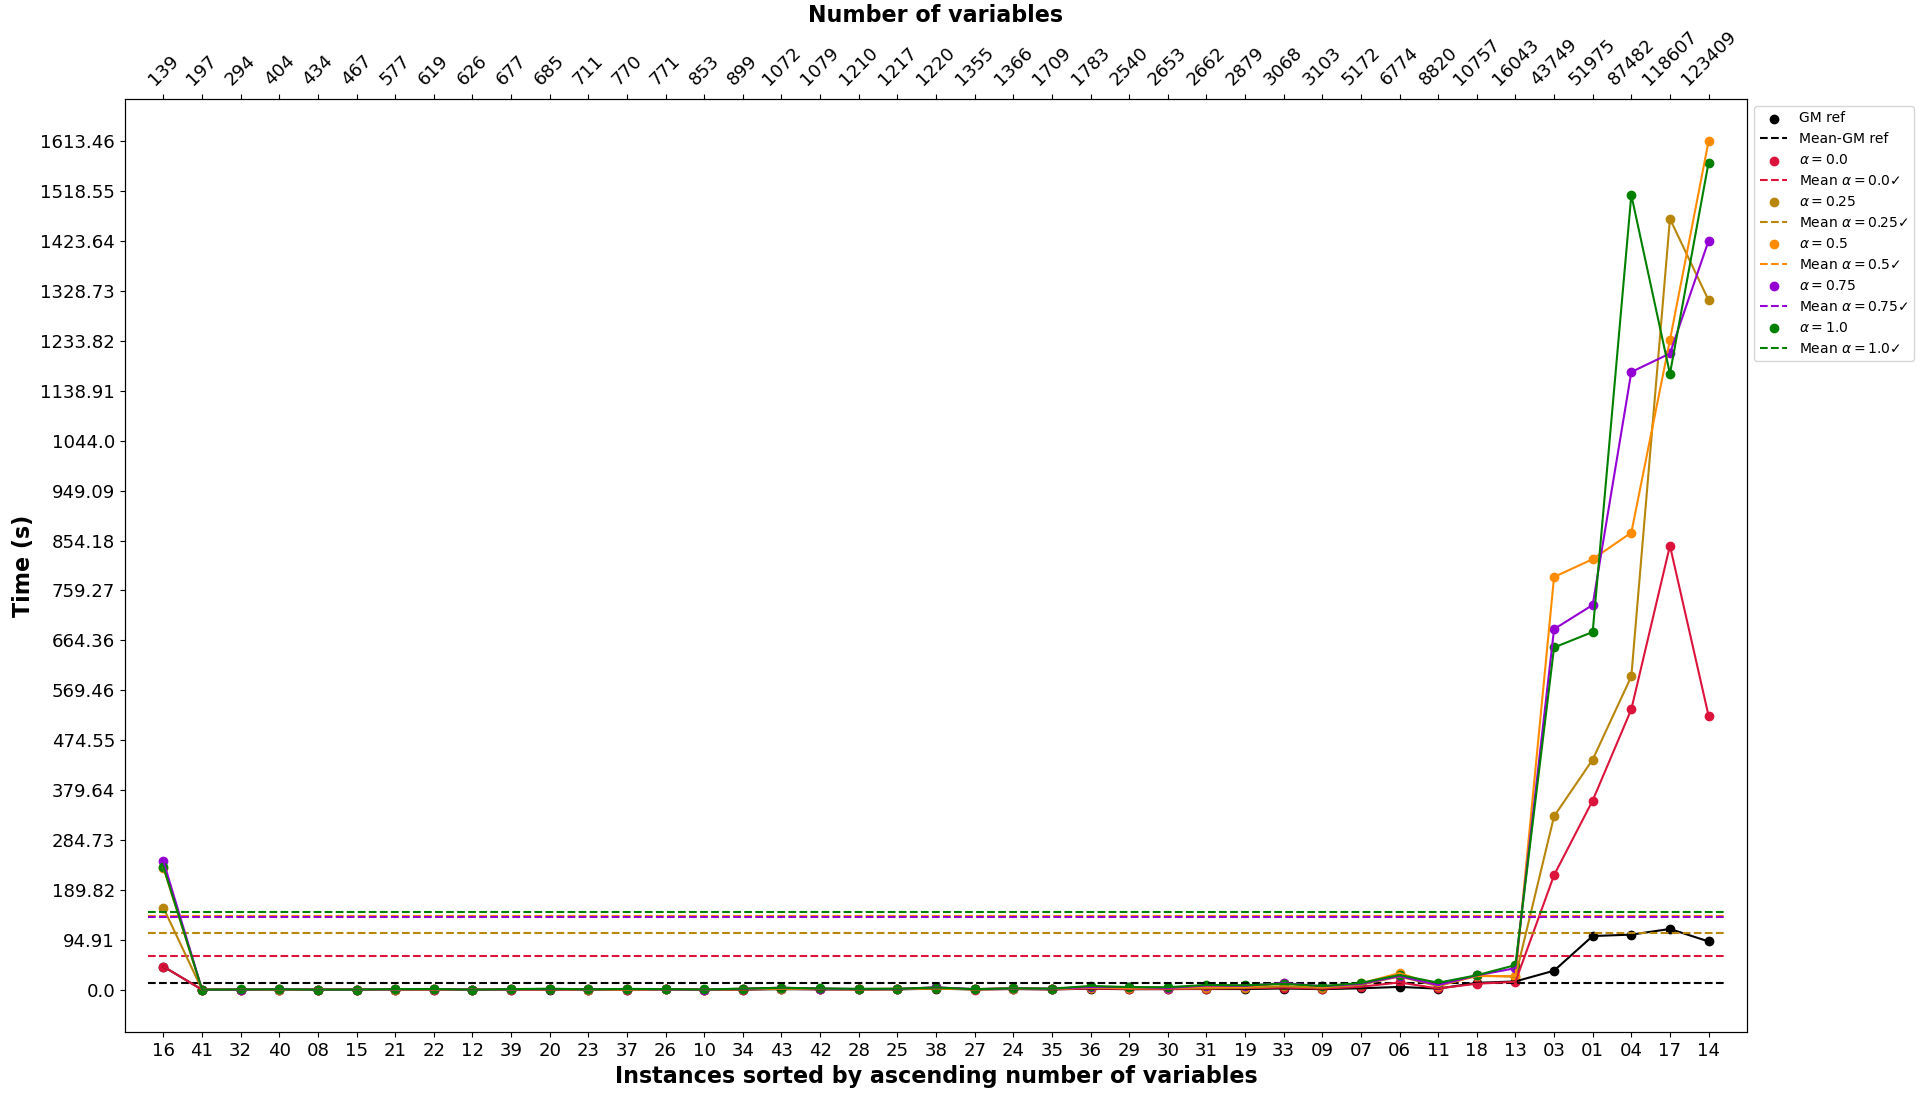 Number of variables
139 197 294 404 434 467 577 619 626 677 685 711 770 771 853 899 1072 1079 1210 1217 1220 1355 1366 1709 1783 2540 2653 2662 2879 3068 3103 5172 6774 8820 10757 16043 43749 51975 87482 118607 123409
1613.46
1518.55
1423.64
1328.73
1233.82
1138.91
1044.0
949.09
854.18
759.27
664.36
569.46
474.55
379.64
284.73
189.82
94.91
0.0
Time (s)
GM ref
Mean-GM ref
α = 0.0
Mean α = 0.0✓
α = 0.25
Mean α = 0.25✓
α = 0.5
Mean α = 0.5✓
α = 0.75
Mean α = 0.75✓
α = 1.0
Mean α = 1.0✓
16 41 32 40 08 15 21 22 12 39 20 23 37 26 10 34 43 42 28 25 38 27 24 35 36 29 30 31 19 33 09 07 06 11 18 13 03 01 04 17 14
Instances sorted by ascending number of variables